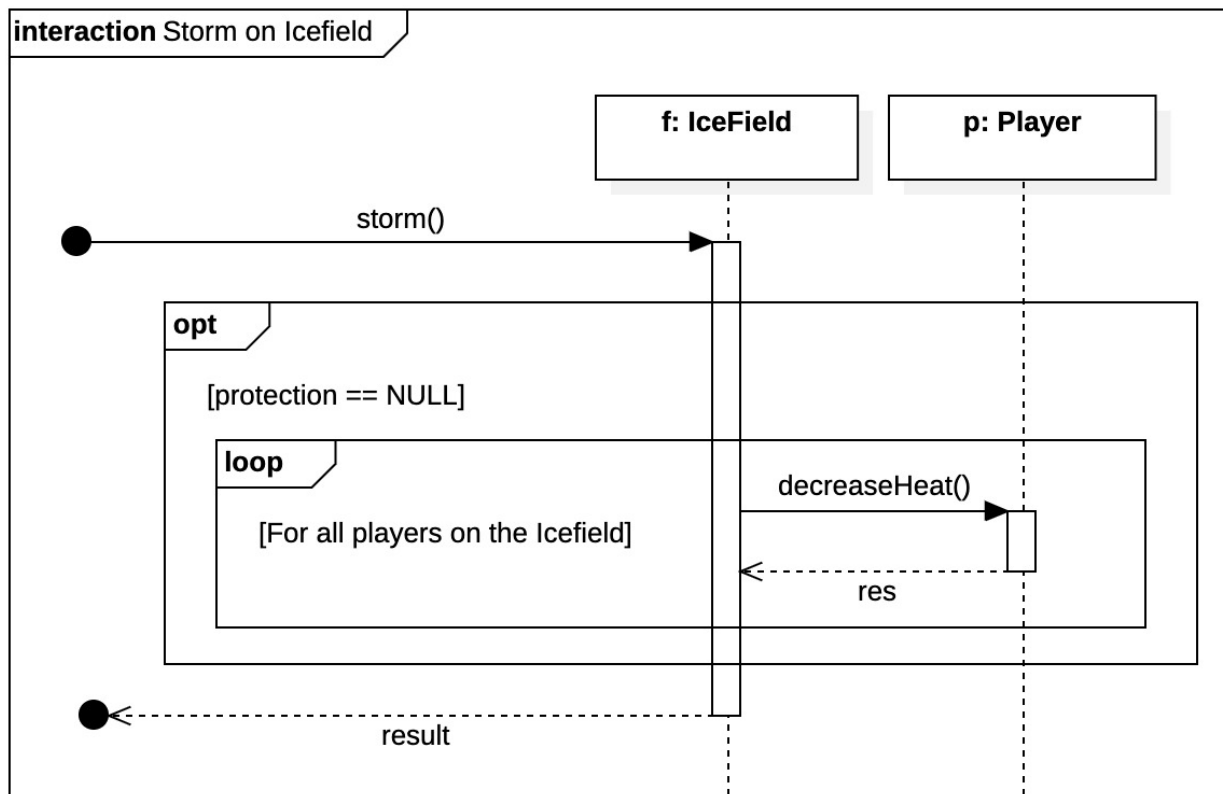 interaction Storm on Icefield
f: IceField
p: Player
storm()
opt
[protection == NULL]
loop
decreaseHeat()
[For all players on the Icefield]
res
result